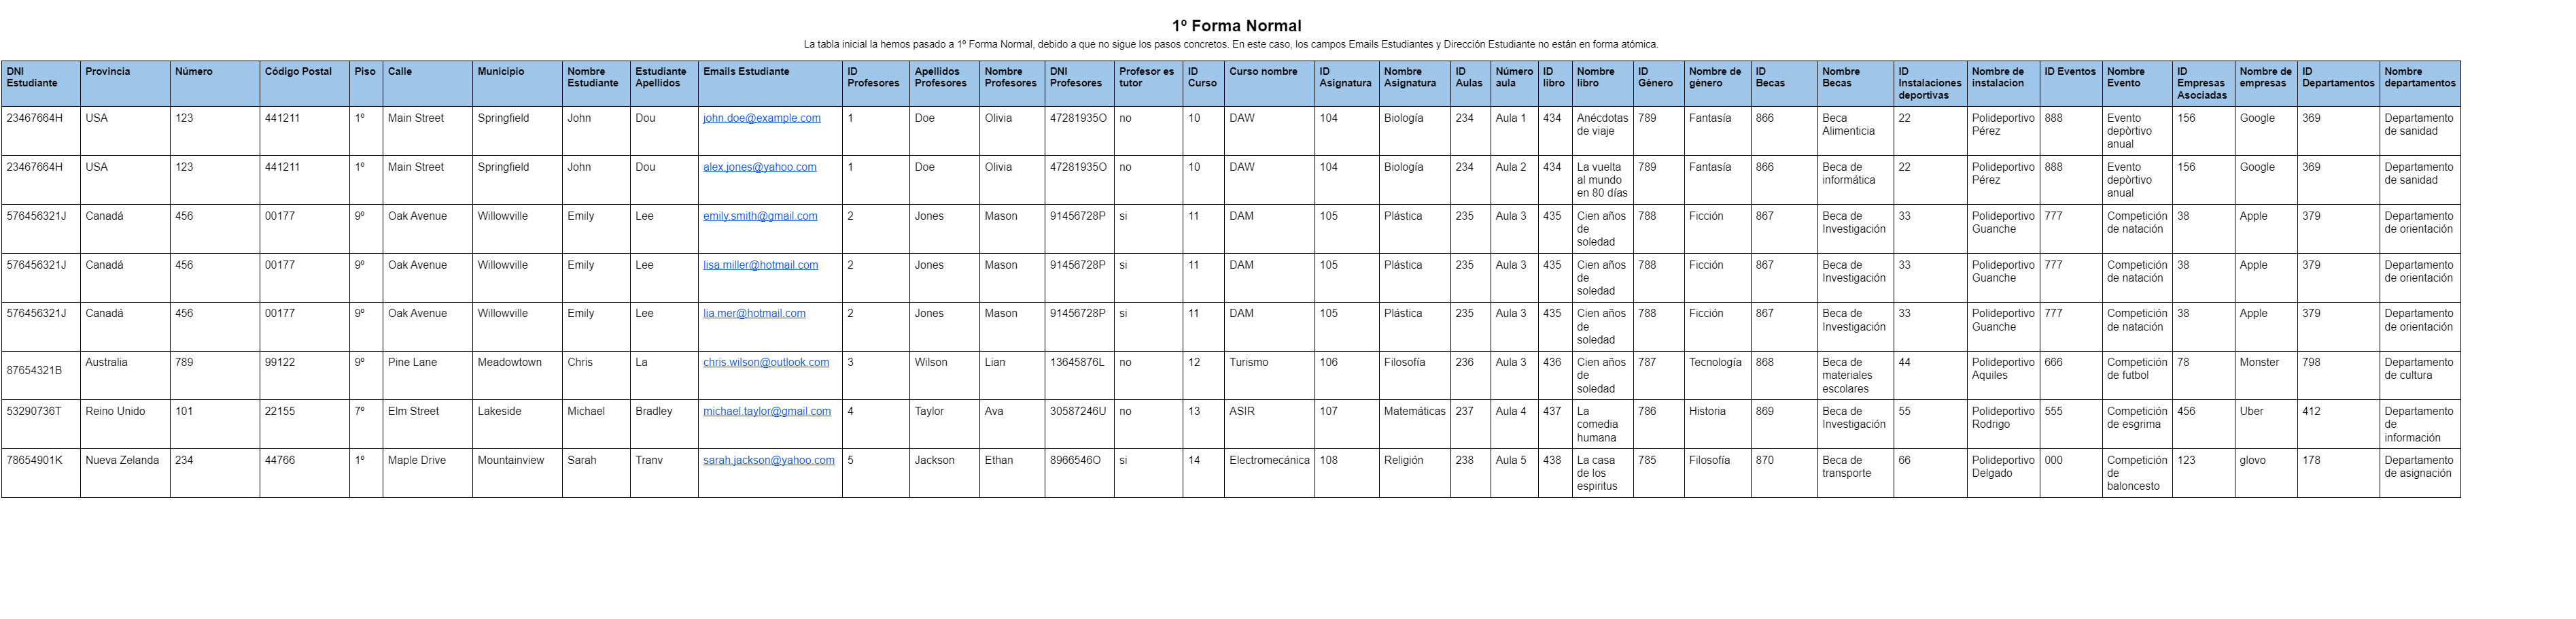 1º Forma Normal
La tabla inicial la hemos pasado a 1º Forma Normal, debido a que no sigue los pasos concretos. En este caso, los campos Emails Estudiantes y Dirección Estudiante no están en forma atómica.
DNI Estudiante Provincia Número Código Postal Piso Calle Municipio Nombre Estudiante Estudiante Apellidos Emails Estudiante ID Profesores Apellidos Profesores Nombre Profesores DNI Profesores Profesor es tutor ID Curso Curso nombre ID Asignatura Nombre Asignatura ID Aulas Número aula ID libro Nombre libro ID Género Nombre de género ID Becas Nombre Becas ID Instalaciones deportivas Nombre de instalacion ID Eventos Nombre Evento ID Empresas Asociadas Nombre de empresas ID Departamentos Nombre departamentos
23467664H USA 123 441211 1º Main Street Springfield John Dou john.doe@example.com 1 Doe Olivia 47281935O no 10 DAW 104 Biología 234 Aula 1 434 Anécdotas de viaje 789 Fantasía 866 Beca Alimenticia 22 Polideportivo Pérez 888 Evento depòrtivo anual 156 Google 369 Departamento de sanidad
23467664H USA 123 441211 1º Main Street Springfield John Dou alex.jones@yahoo.com 1 Doe Olivia 47281935O no 10 DAW 104 Biología 234 Aula 2 434 La vuelta al mundo en 80 días 789 Fantasía 866 Beca de informática 22 Polideportivo Pérez 888 Evento depòrtivo anual 156 Google 369 Departamento de sanidad
576456321J Canadá 456 00177 9º Oak Avenue Willowville Emily Lee emily.smith@gmail.com 2 Jones Mason 91456728P si 11 DAM 105 Plástica 235 Aula 3 435 Cien años de soledad 788 Ficción 867 Beca de Investigación 33 Polideportivo Guanche 777 Competición de natación 38 Apple 379 Departamento de orientación
576456321J Canadá 456 00177 9º Oak Avenue Willowville Emily Lee lisa.miller@hotmail.com 2 Jones Mason 91456728P si 11 DAM 105 Plástica 235 Aula 3 435 Cien años de soledad 788 Ficción 867 Beca de Investigación 33 Polideportivo Guanche 777 Competición de natación 38 Apple 379 Departamento de orientación
576456321J Canadá 456 00177 9º Oak Avenue Willowville Emily Lee lia.mer@hotmail.com 2 Jones Mason 91456728P si 11 DAM 105 Plástica 235 Aula 3 435 Cien años de soledad 788 Ficción 867 Beca de Investigación 33 Polideportivo Guanche 777 Competición de natación 38 Apple 379 Departamento de orientación
87654321B Australia 789 99122 9º Pine Lane Meadowtown Chris La chris.wilson@outlook.com 3 Wilson Lian 13645876L no 12 Turismo 106 Filosofía 236 Aula 3 436 Cien años de soledad 787 Tecnología 868 Beca de materiales escolares 44 Polideportivo Aquiles 666 Competición de futbol 78 Monster 798 Departamento de cultura
53290736T Reino Unido 101 22155 7º Elm Street Lakeside Michael Bradley michael.taylor@gmail.com 4 Taylor Ava 30587246U no 13 ASIR 107 Matemáticas 237 Aula 4 437 La comedia humana 786 Historia 869 Beca de Investigación 55 Polideportivo Rodrigo 555 Competición de esgrima 456 Uber 412 Departamento de información
78654901K Nueva Zelanda 234 44766 1º Maple Drive Mountainview Sarah Tranv sarah.jackson@yahoo.com 5 Jackson Ethan 8966546O si 14 Electromecánica 108 Religión 238 Aula 5 438 La casa de los espiritus 785 Filosofía 870 Beca de transporte 66 Polideportivo Delgado 000 Competición de baloncesto 123 glovo 178 Departamento de asignación